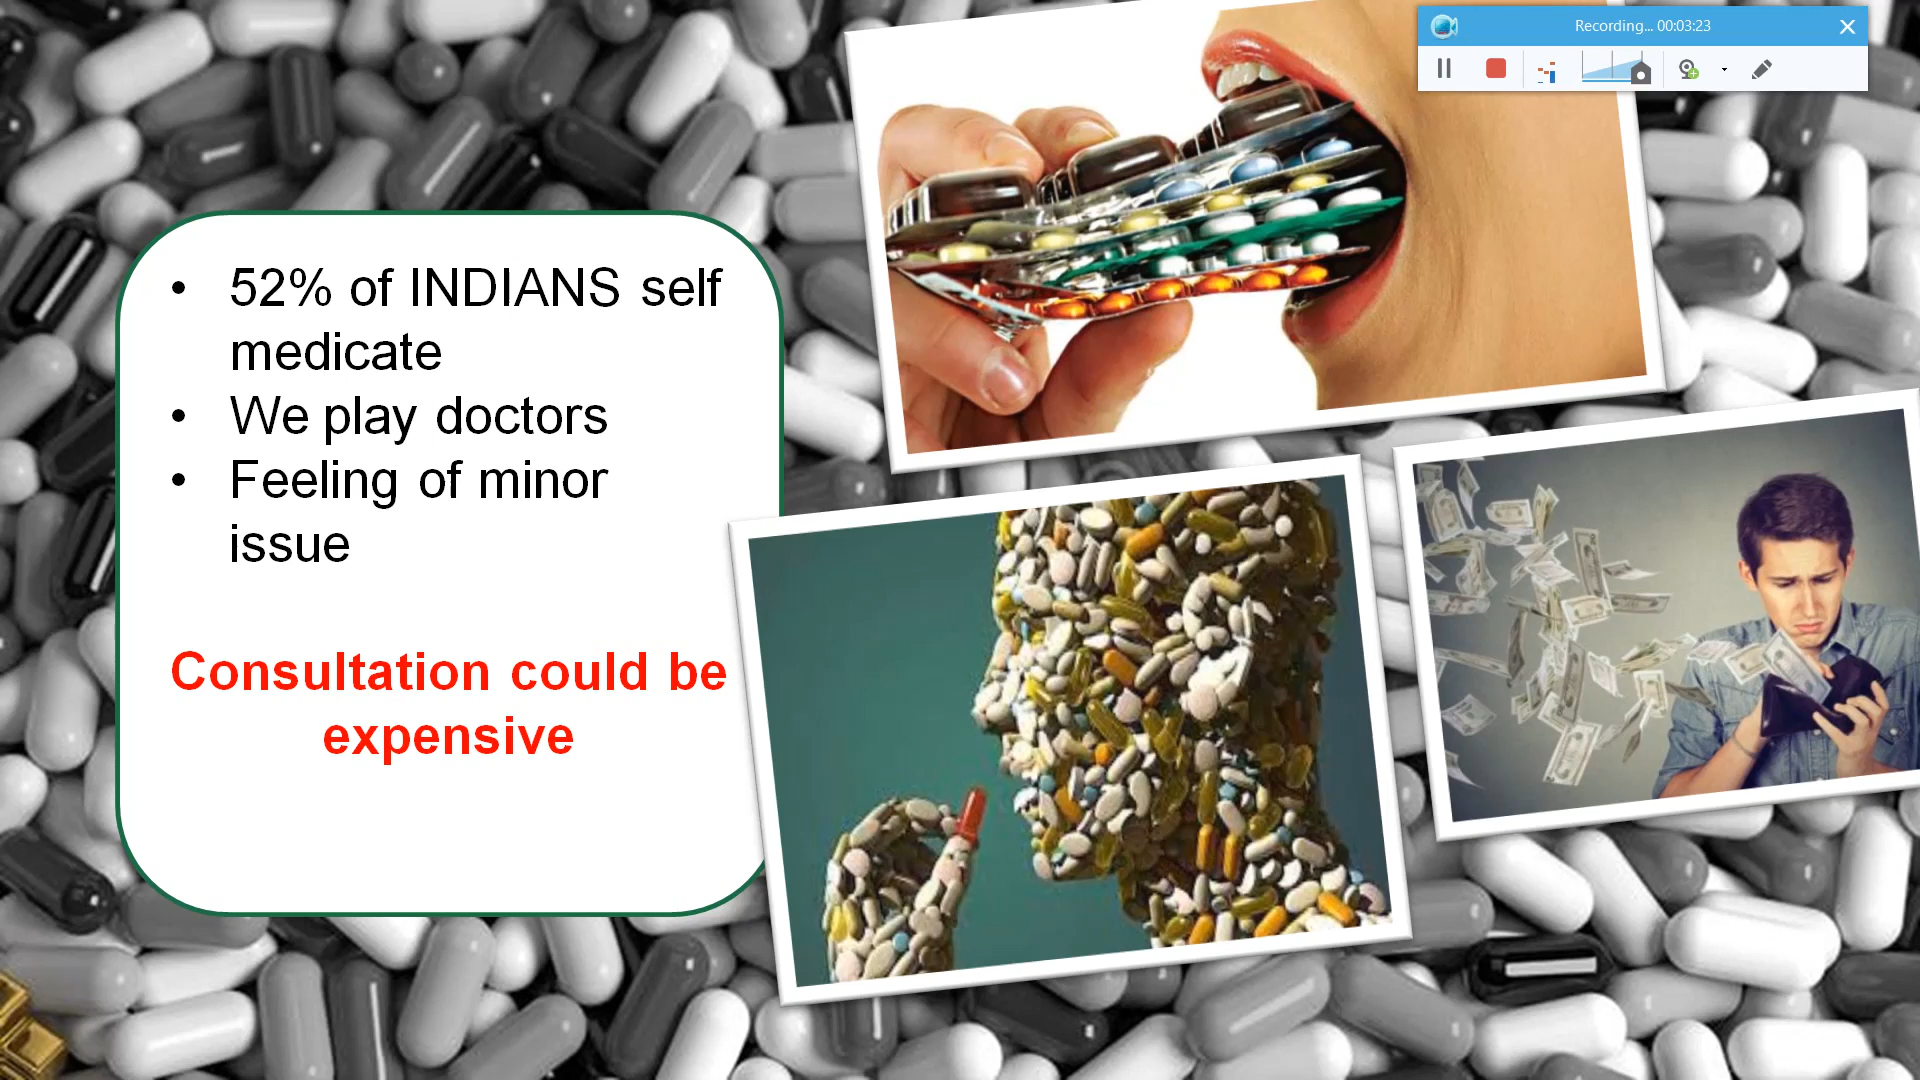 Recording... 00:03:23
• 52% of INDIANS self
medicate
• We play doctors
• Feeling of minor
issue
Consultation could be
expensive